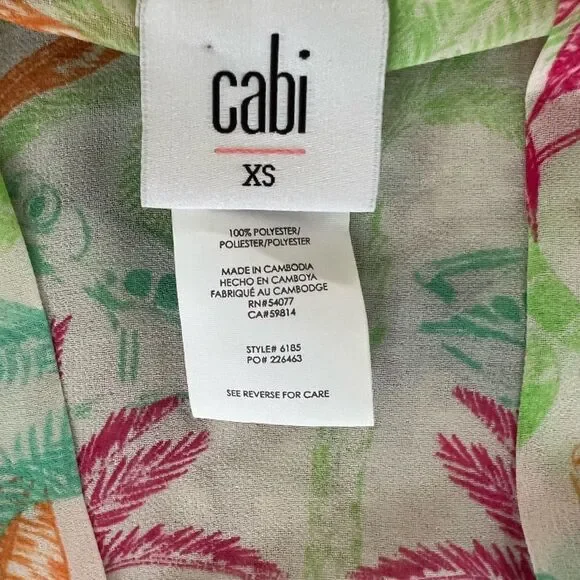 cabi
XS
100% POLYESTER/
POLIESTER/POLYESTER
MADE IN CAMBODIA
HECHO EN CAMBOYA
FABRIQUÉ AU CAMBODGE
RN#54077
CA#59814
STYLE# 6185
PO# 226463
SEE REVERSE FOR CARE